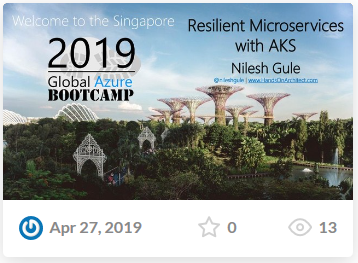 Welcome to the Singapore
2019
Global Azure
BOOTCAMP
Resilient Microservices
with AKS
Nilesh Gule
@nileshgule | www.HandsOnArchitect.com
Apr 27, 2019
0
13